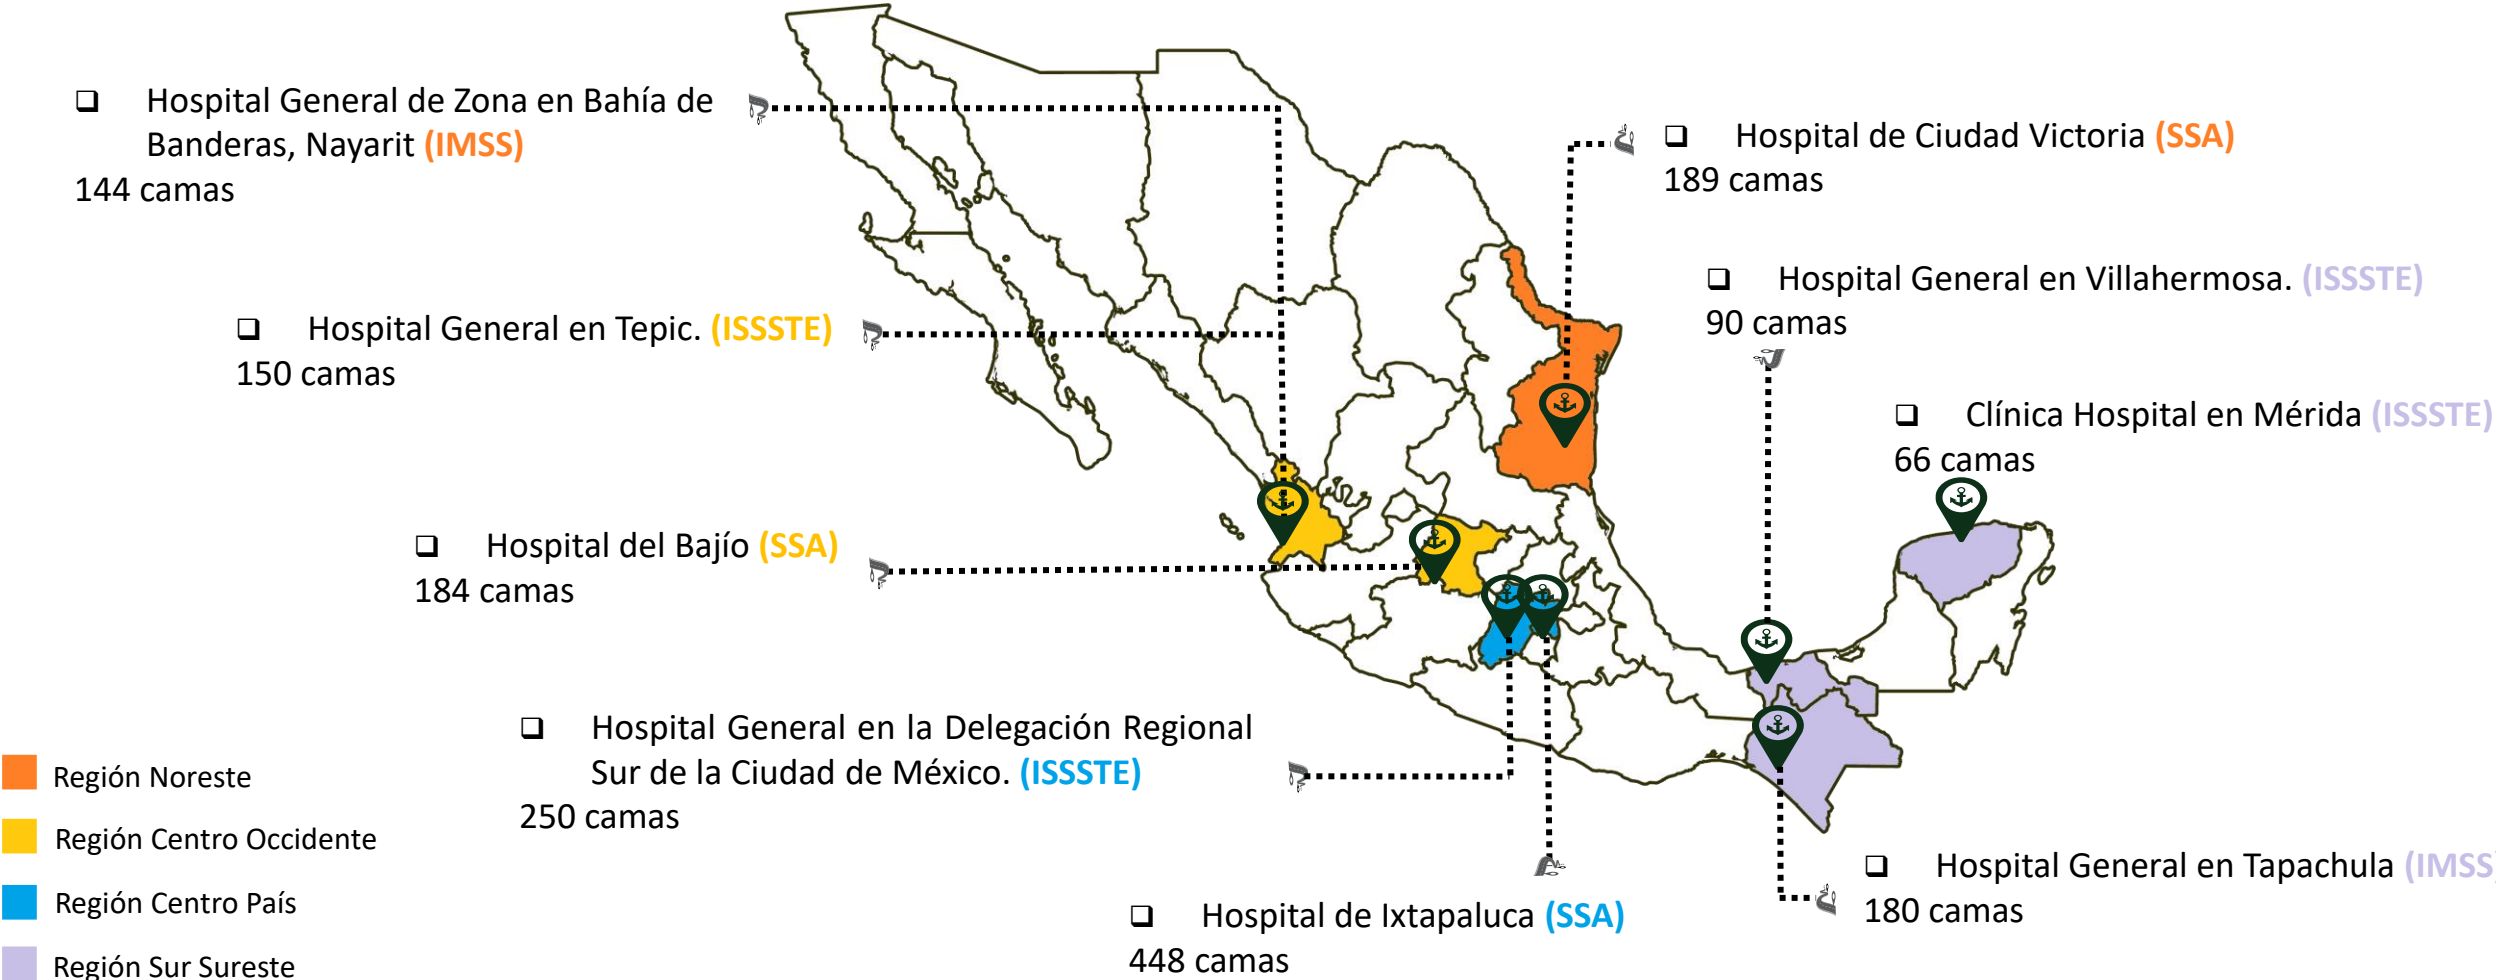 Hospital General de Zona en Bahía de
Banderas, Nayarit (IMSS)
144 camas
Hospital de Ciudad Victoria (SSA)
189 camas
Hospital General en Villahermosa. (ISSSTE)
90 camas
Hospital General en Tepic. (ISSSTE)
150 camas
Clínica Hospital en Mérida (ISSSTE)
66 camas
Hospital del Bajío (SSA)
184 camas
Hospital General en la Delegación Regional
Sur de la Ciudad de México. (ISSSTE)
250 camas
Hospital General en Tapachula (IMSS)
180 camas
Hospital de Ixtapaluca (SSA)
448 camas
Región Noreste
Región Centro Occidente
Región Centro País
Región Sur Sureste